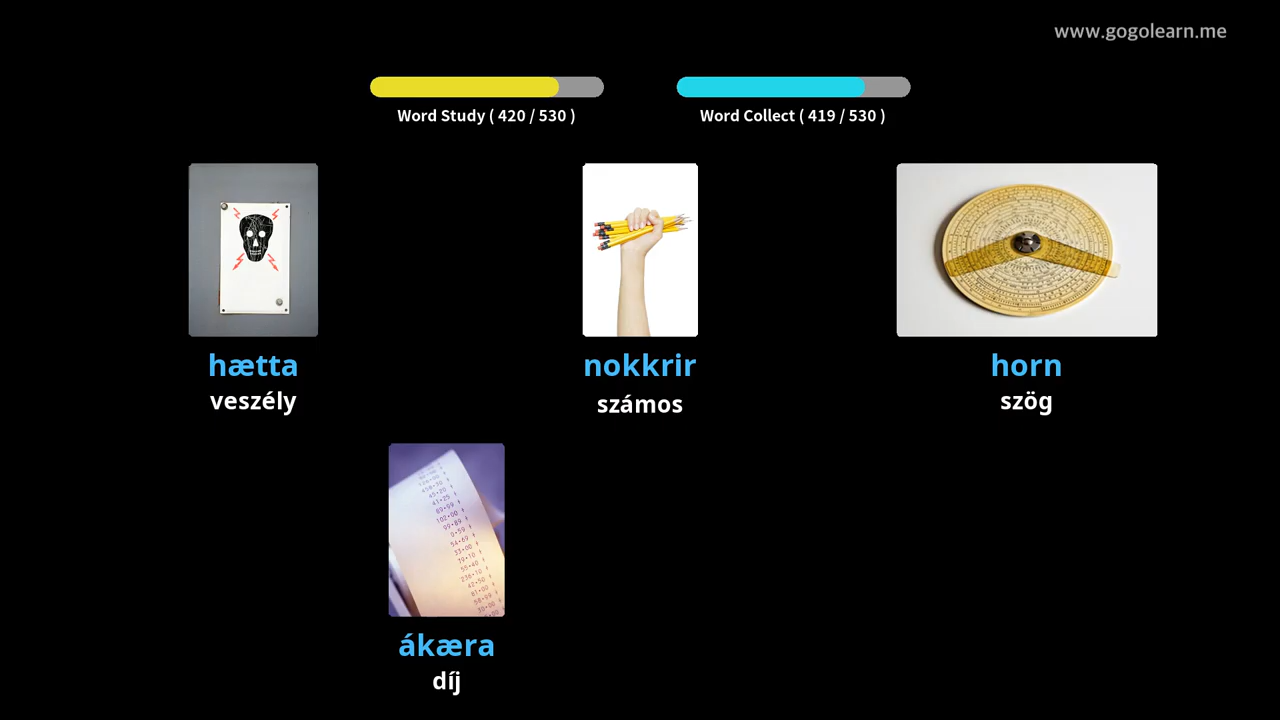 www.gogolearn.me
Word Study ( 420 / 530 )
Word Collect ( 419 / 530 )
hætta
veszély
nokkrir
számos
horn
szög
ákæra
díj